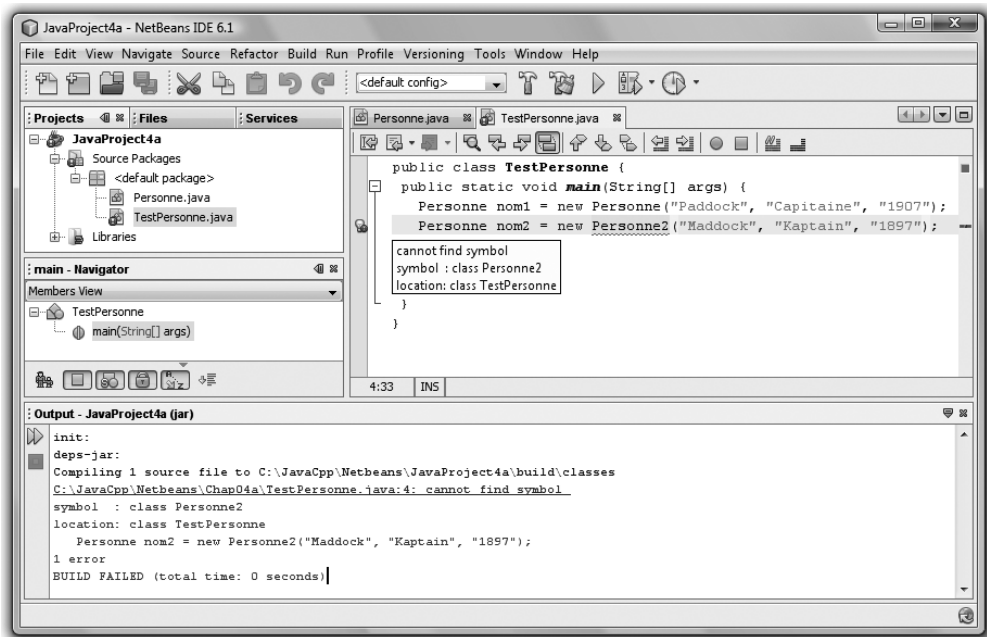 JavaProject4a - NetBeans IDE 6.1
File Edit View Navigate Source Refactor Build Run Profile Versioning Tools Window Help
<default config>
Projects
Files
Services
JavaProject4a
Source Packages
<default package>
Personne.java
TestPersonne.java
Libraries
main - Navigator
Members View
TestPersonne
main(String[] args)
Personne.java
TestPersonne.java
public class TestPersonne {
public static void main(String[] args) {
Personne nom1 = new Personne("Paddock", "Capitaine", "1907");
Personne nom2 = new Personne2("Maddock", "Kaptain", "1897");
cannot find symbol
symbol : class Personne2
location: class TestPersonne
}
}
4:33
INS
Output - JavaProject4a (jar)
init:
deps-jar:
Compiling 1 source file to C:\JavaCpp\Netbeans\JavaProject4a\build\classes
C:\JavaCpp\Netbeans\Chap04a\TestPersonne.java:4: cannot find symbol
symbol : class Personne2
location: class TestPersonne
Personne nom2 = new Personne2("Maddock", "Kaptain", "1897");
1 error
BUILD FAILED (total time: 0 seconds)